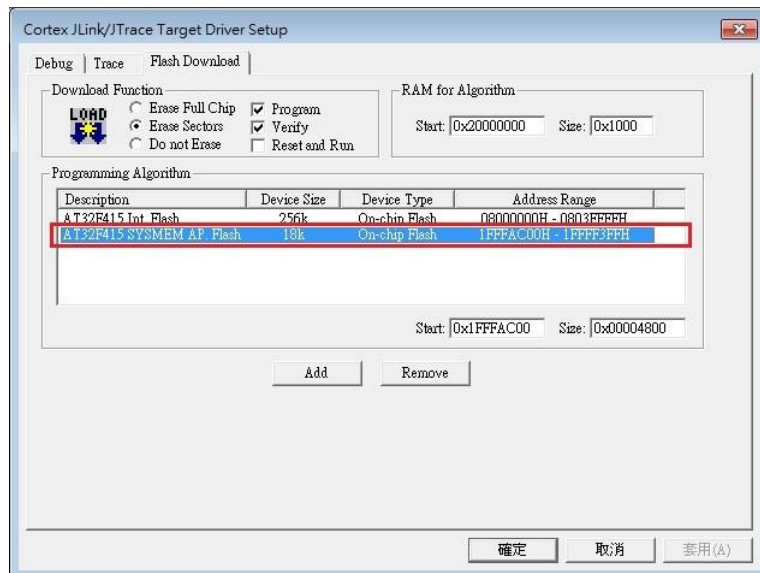 Cortex JLink/JTrace Target Driver Setup
Debug Trace Flash Download
Download Function
LOAD
Erase Full Chip
Erase Sectors
Do not Erase
Program
Verify
Reset and Run
RAM for Algorithm
Start: 0x20000000 Size: 0x1000
Programming Algorithm
Description Device Size Device Type Address Range
AT32F415 Int. Flash 256k On-chip Flash 08000000H - 0803FFFFH
AT32F415 SYSMEM AP. Flash 18k On-chip Flash 1FFFAC00H - 1FFFF3FFH
Start: 0x1FFFAC00 Size: 0x00004800
Add Remove
確定 取消 套用(A)